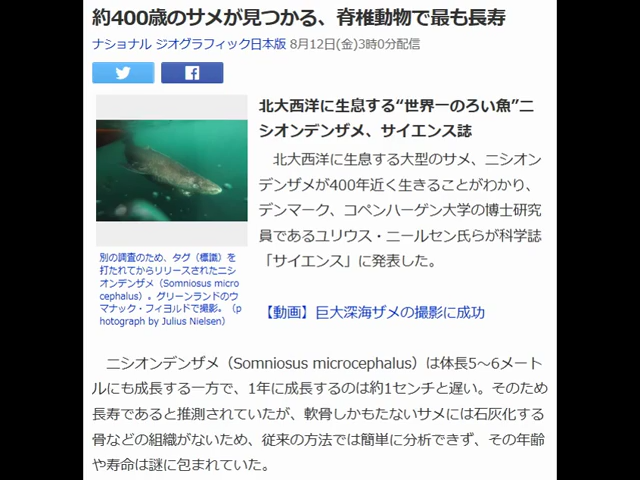 約400歳のサメが見つかる、脊椎動物で最も長寿
ナショナル ジオグラフィック日本版 8月12日(金)3時0分配信
北大西洋に生息する“世界一のろい魚”ニ
シオンデンザメ、サイエンス誌
北大西洋に生息する大型のサメ、ニシオン
デンザメが400年近く生きることがわかり、
デンマーク、コペンハーゲン大学の博士研究
員であるユリウス・ニールセン氏らが科学誌
「サイエンス」に発表した。
【動画】巨大深海ザメの撮影に成功
別の調査のため、タグ（標識）を
打たれてからリリースされたニシ
オンデンザメ（Somniosus micro
cephalus）。グリーンランドのウ
マナック・フィヨルドで撮影。（p
hotograph by Julius Nielsen）
ニシオンデンザメ（Somniosus microcephalus）は体長5～6メート
ルにも成長する一方で、1年に成長するのは約1センチと遅い。そのため
長寿であると推測されていたが、軟骨しかもたないサメには石灰化する
骨などの組織がないため、従来の方法では簡単に分析できず、その年齢
や寿命は謎に包まれていた。